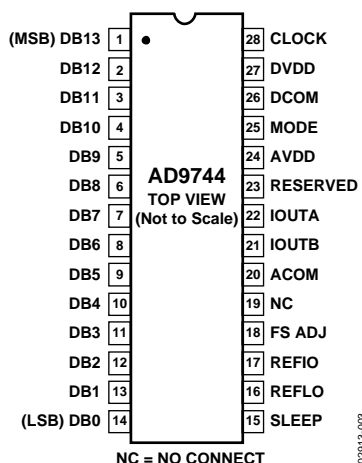 (MSB) DB13 1 28 CLOCK
DB12 2 27 DVDD
DB11 3 26 DCOM
DB10 4 25 MODE
DB9 5 24 AVDD
DB8 6 AD9744 23 RESERVED
DB7 7 TOP VIEW (Not to Scale) 22 IOUTA
DB6 8 21 IOUTB
DB5 9 20 ACOM
DB4 10 19 NC
DB3 11 18 FS ADJ
DB2 12 17 REFIO
DB1 13 16 REFLO
(LSB) DB0 14 15 SLEEP
NC = NO CONNECT
02913-003